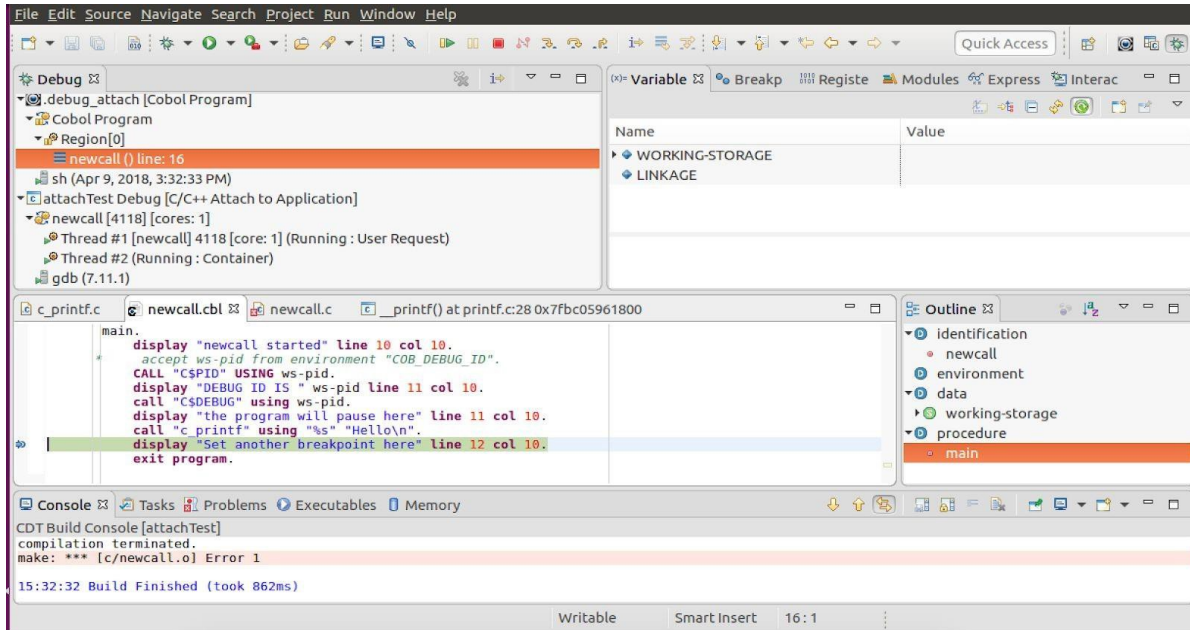 File Edit Source Navigate Search Project Run Window Help
Quick Access
Debug
.debug_attach [Cobol Program]
Cobol Program
Region[0]
newcall () line: 16
sh (Apr 9, 2018, 3:32:33 PM)
attachTest Debug [C/C++ Attach to Application]
newcall [4118] [cores: 1]
Thread #1 [newcall] 4118 [core: 1] (Running : User Request)
Thread #2 (Running : Container)
gdb (7.11.1)
(x)= Variable Breakp Registe Modules Express Interac
Name Value
WORKING-STORAGE
LINKAGE
c_printf.c newcall.cbl newcall.c __printf() at printf.c:28 0x7fbc05961800
main.
display "newcall started" line 10 col 10.
* accept ws-pid from environment "COB_DEBUG_ID".
CALL "C$PID" USING ws-pid.
display "DEBUG ID IS " ws-pid line 11 col 10.
call "C$DEBUG" using ws-pid.
display "the program will pause here" line 11 col 10.
call "c_printf" using "%s" "Hello\n".
display "Set another breakpoint here" line 12 col 10.
exit program.
Outline
identification
newcall
environment
data
working-storage
procedure
main
Console Tasks Problems Executables Memory
CDT Build Console [attachTest]
compilation terminated.
make: *** [c/newcall.o] Error 1
15:32:32 Build Finished (took 862ms)
Writable Smart Insert 16 : 1